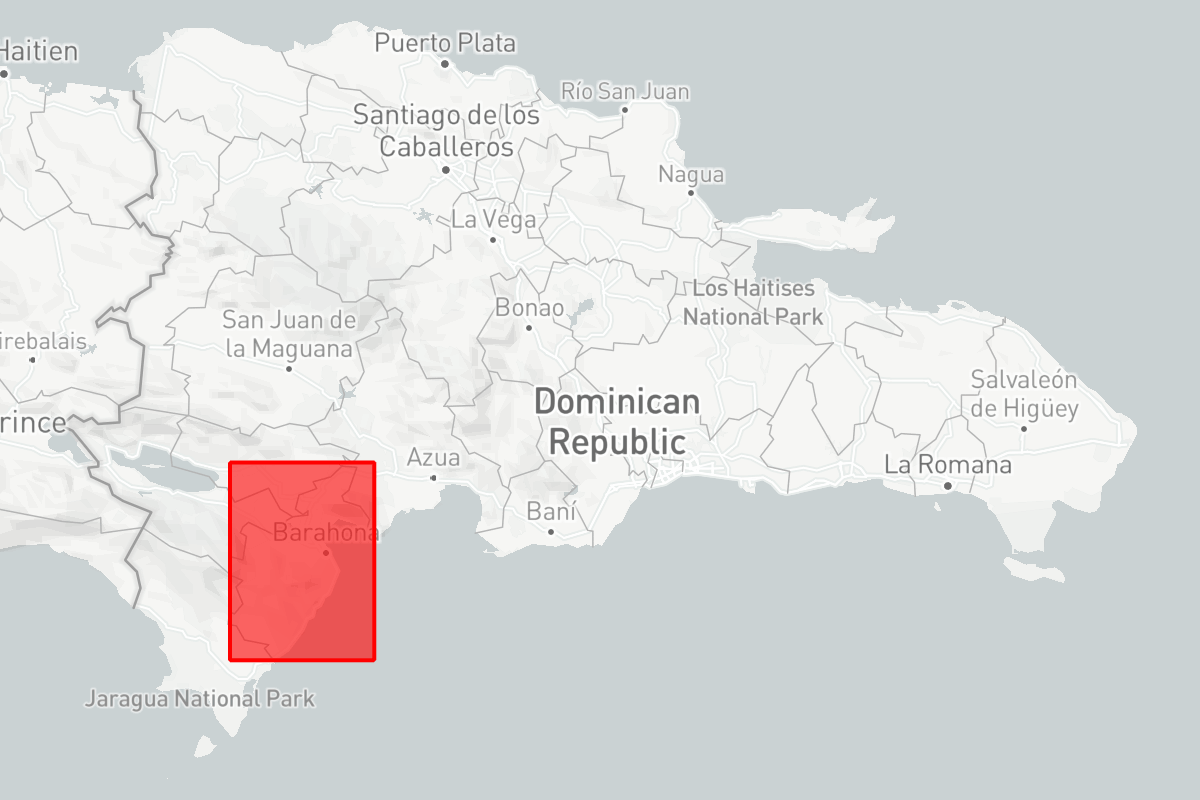 Puerto Plata
Haitien
Río San Juan
Santiago de los
Caballeros
Nagua
La Vega
Los Haitises
National Park
Bonao
San Juan de
la Maguana
irebalais
Salvaleón
de Higüey
Dominican
Republic
rince
Azua
La Romana
Baní
Barahona
Jaragua National Park